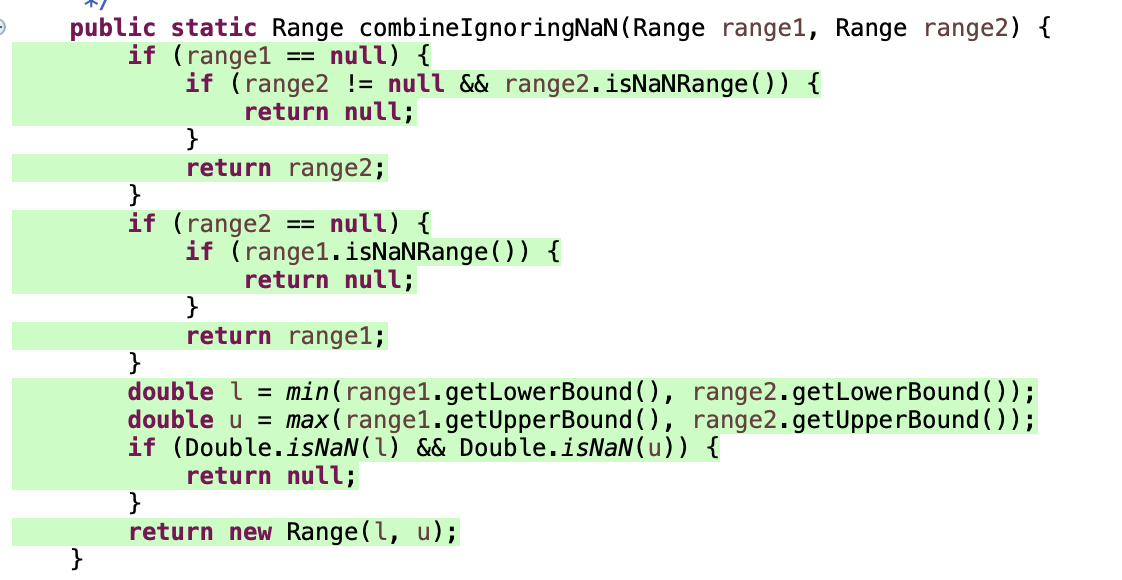 */
public static Range combineIgnoringNaN(Range range1, Range range2) {
if (range1 == null) {
if (range2 != null && range2.isNaNRange()) {
return null;
}
return range2;
}
if (range2 == null) {
if (range1.isNaNRange()) {
return null;
}
return range1;
}
double l = min(range1.getLowerBound(), range2.getLowerBound());
double u = max(range1.getUpperBound(), range2.getUpperBound());
if (Double.isNaN(l) && Double.isNaN(u)) {
return null;
}
return new Range(l, u);
}